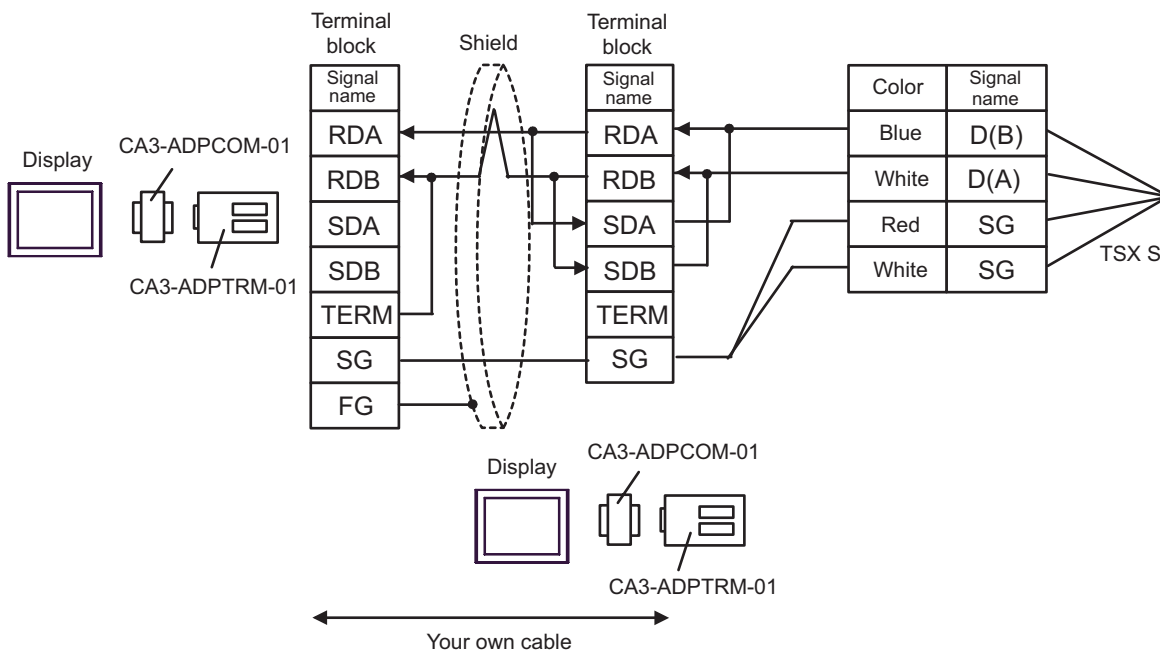 Terminal
block
Shield
Terminal
block
Signal
name
RDA
RDB
SDA
SDB
TERM
SG
FG
Signal
name
RDA
RDB
SDA
SDB
TERM
SG
Color
Signal
name
Blue
D(B)
White
D(A)
Red
SG
White
SG
TSX S
Display
CA3-ADPCOM-01
CA3-ADPTRM-01
Display
CA3-ADPCOM-01
CA3-ADPTRM-01
Your own cable